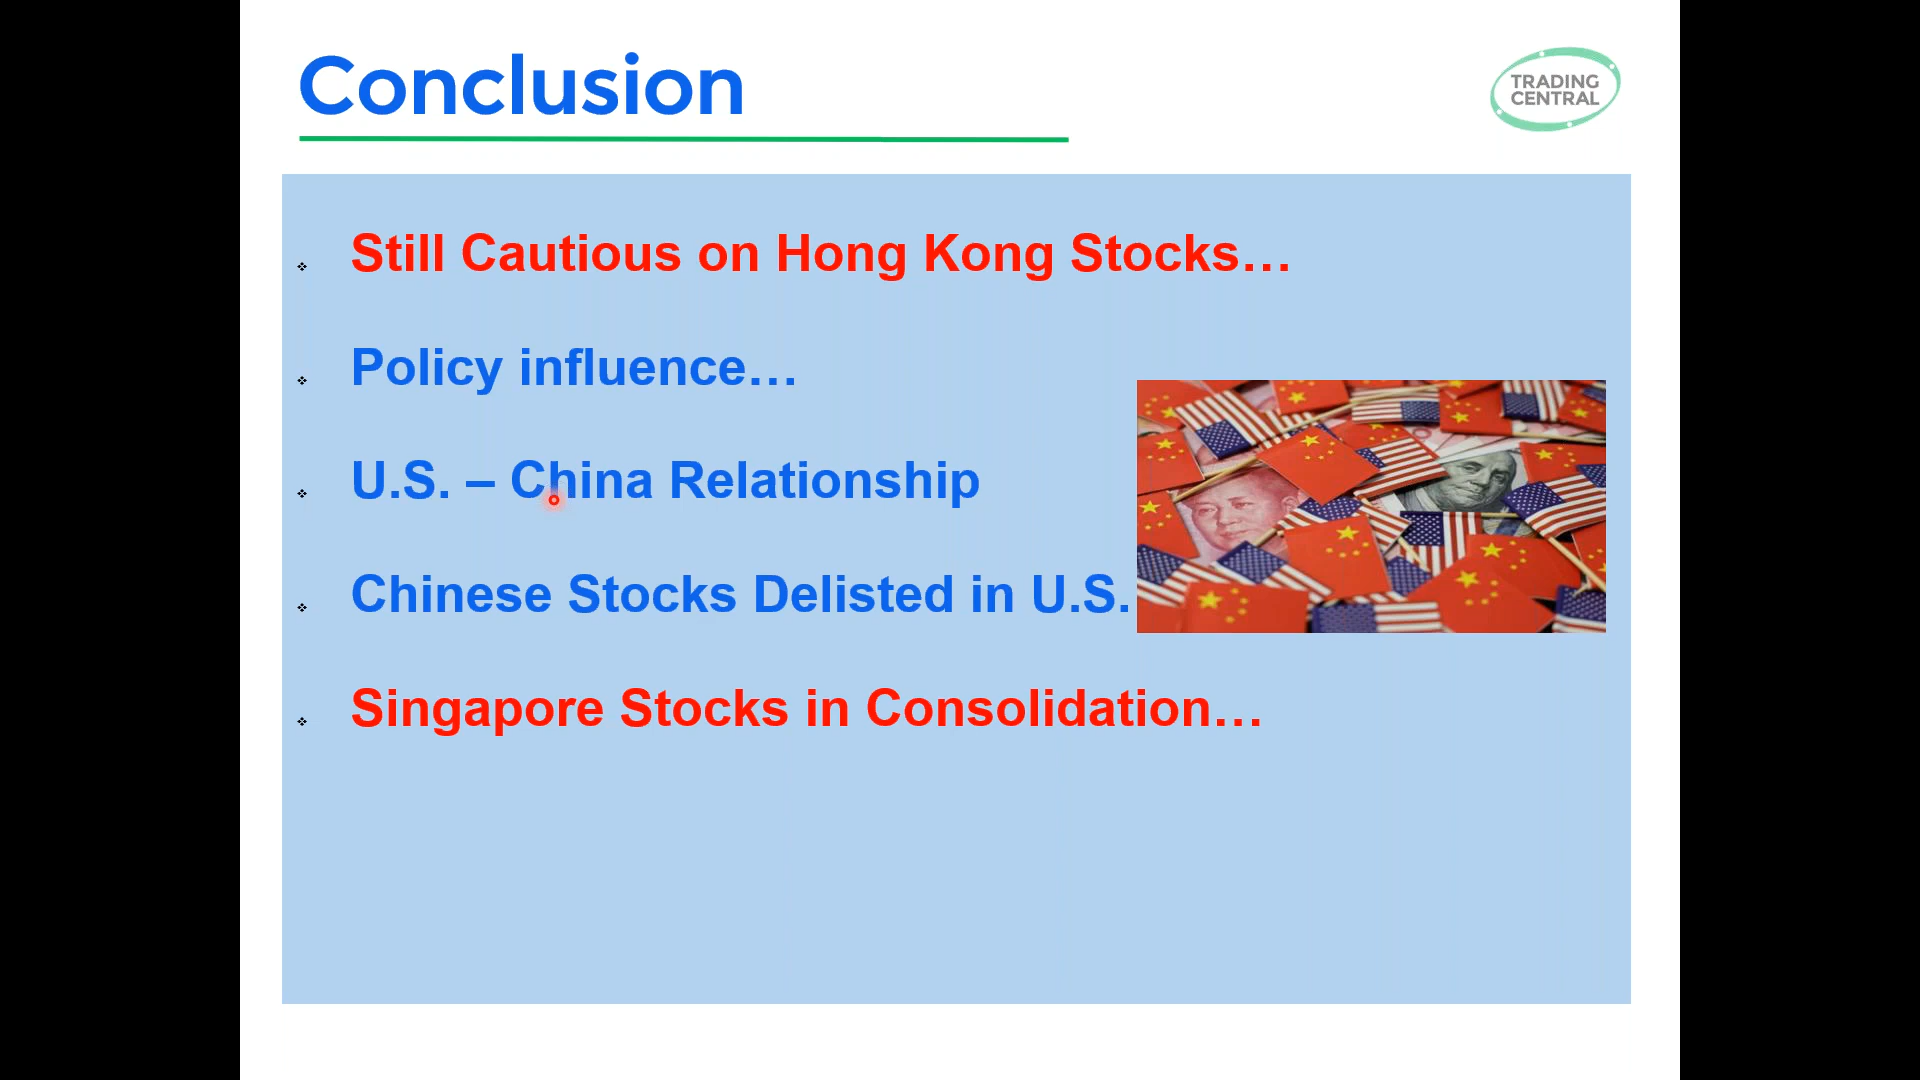 Conclusion
TRADING
CENTRAL
Still Cautious on Hong Kong Stocks…
Policy influence…
U.S. – China Relationship
Chinese Stocks Delisted in U.S.
Singapore Stocks in Consolidation…